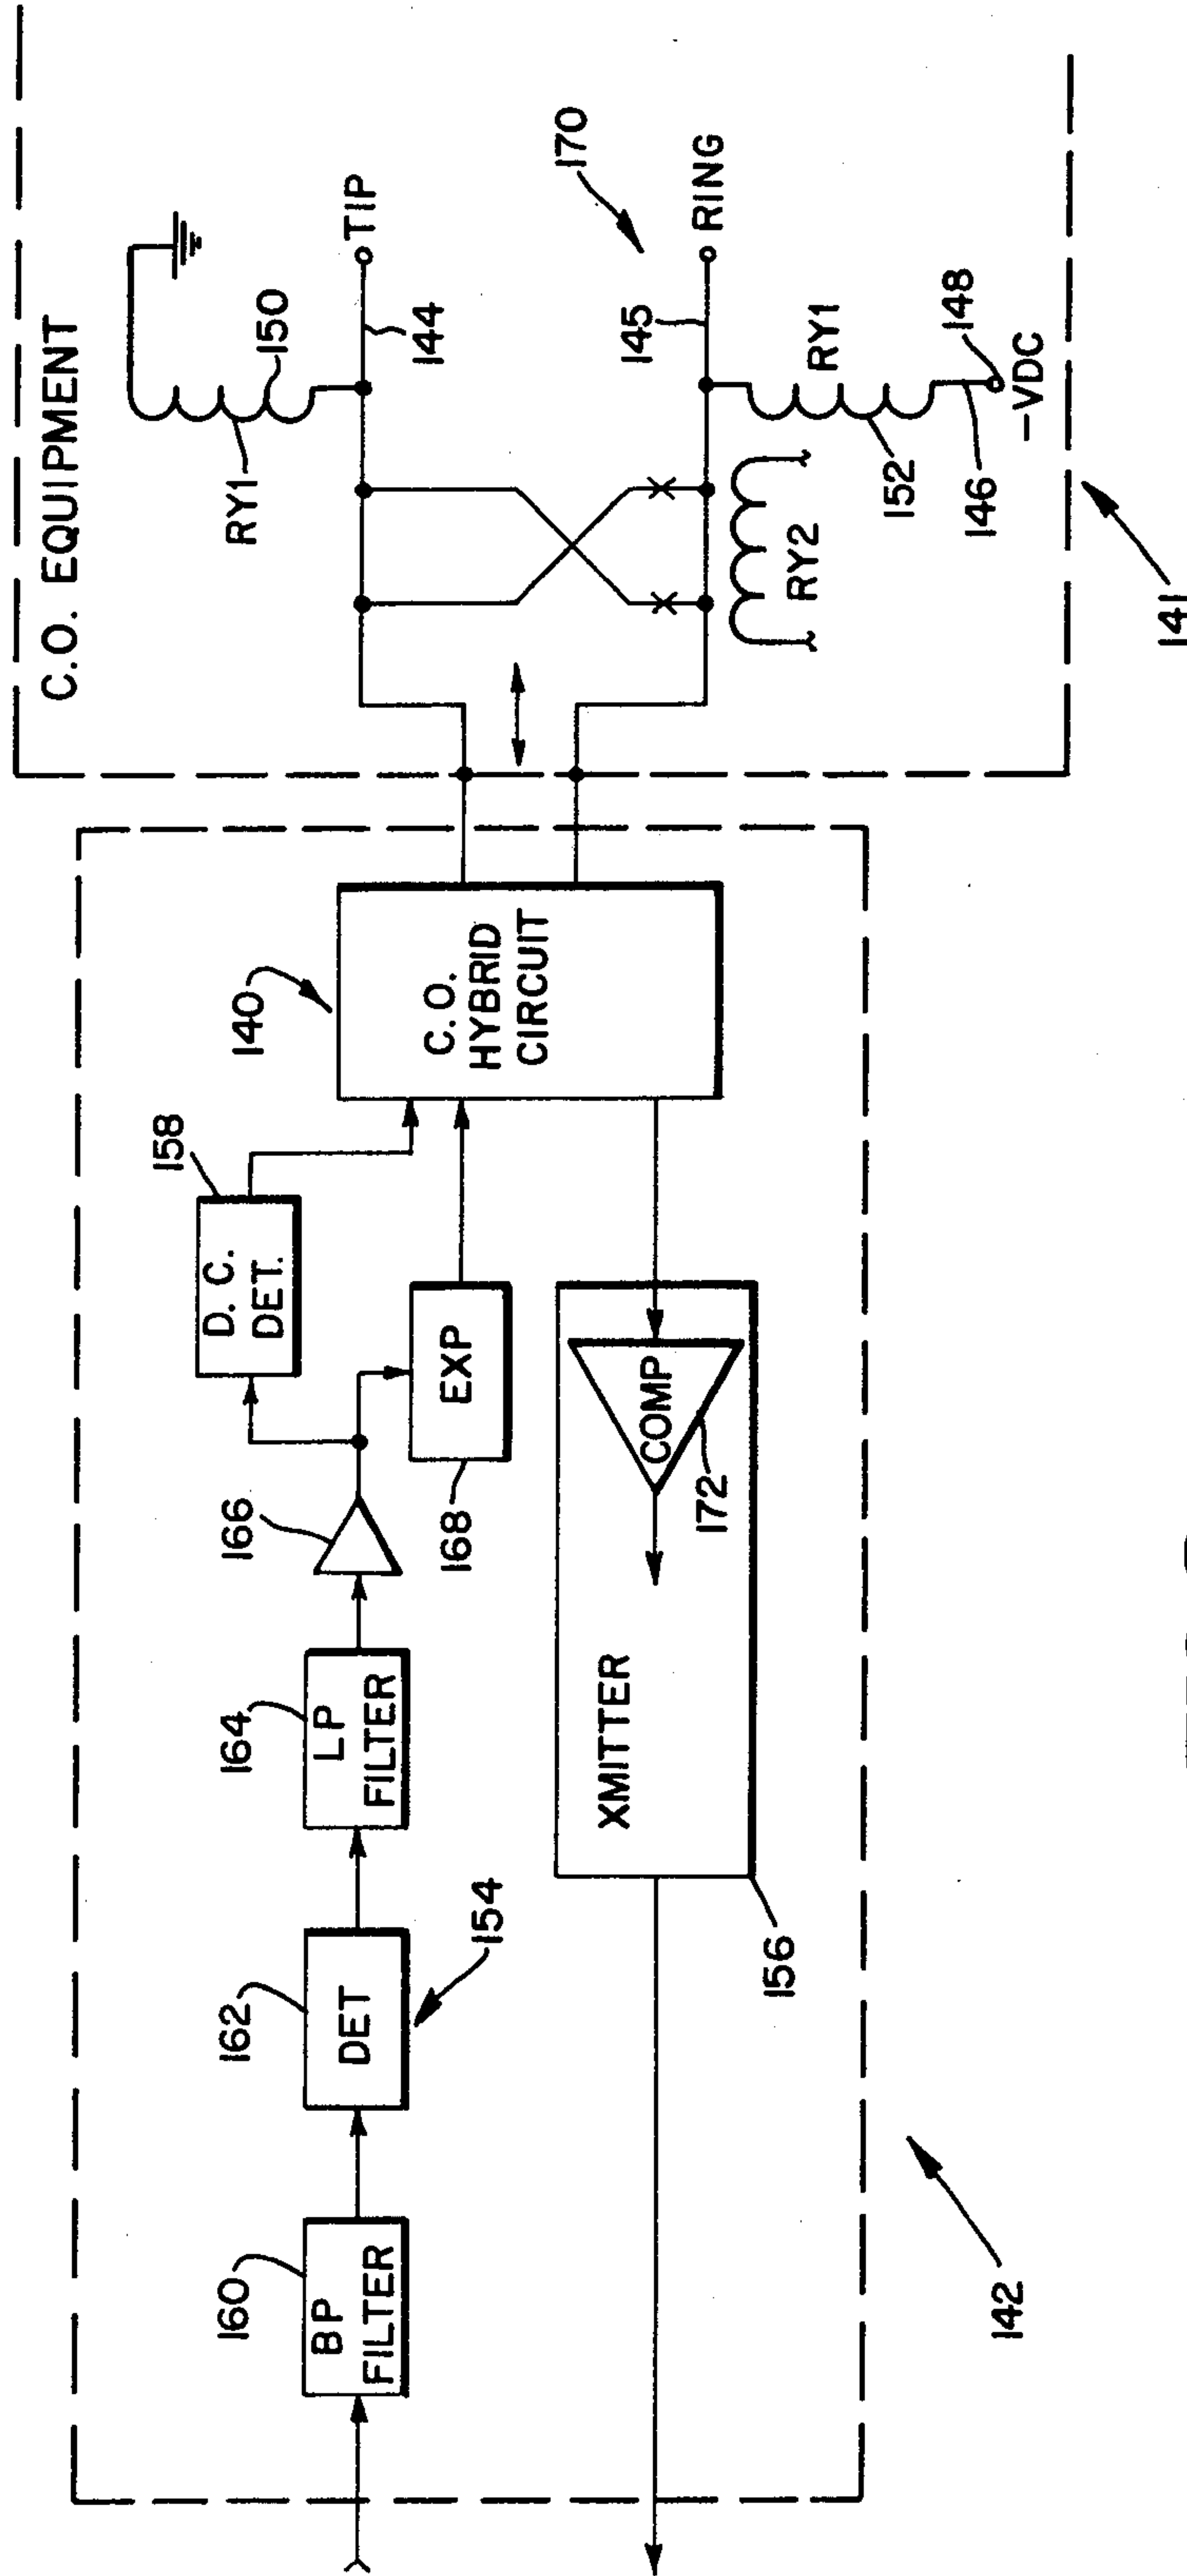 C.O. EQUIPMENT
RY1
150
TIP
144
170
RING
145
RY1
RY2
152
146
148
-VDC
141
140
C.O.
HYBRID
CIRCUIT
158
D. C.
DET.
EXP
168
166
164
LP
FILTER
162
DET
154
160
BP
FILTER
COMP
172
XMITTER
156
142